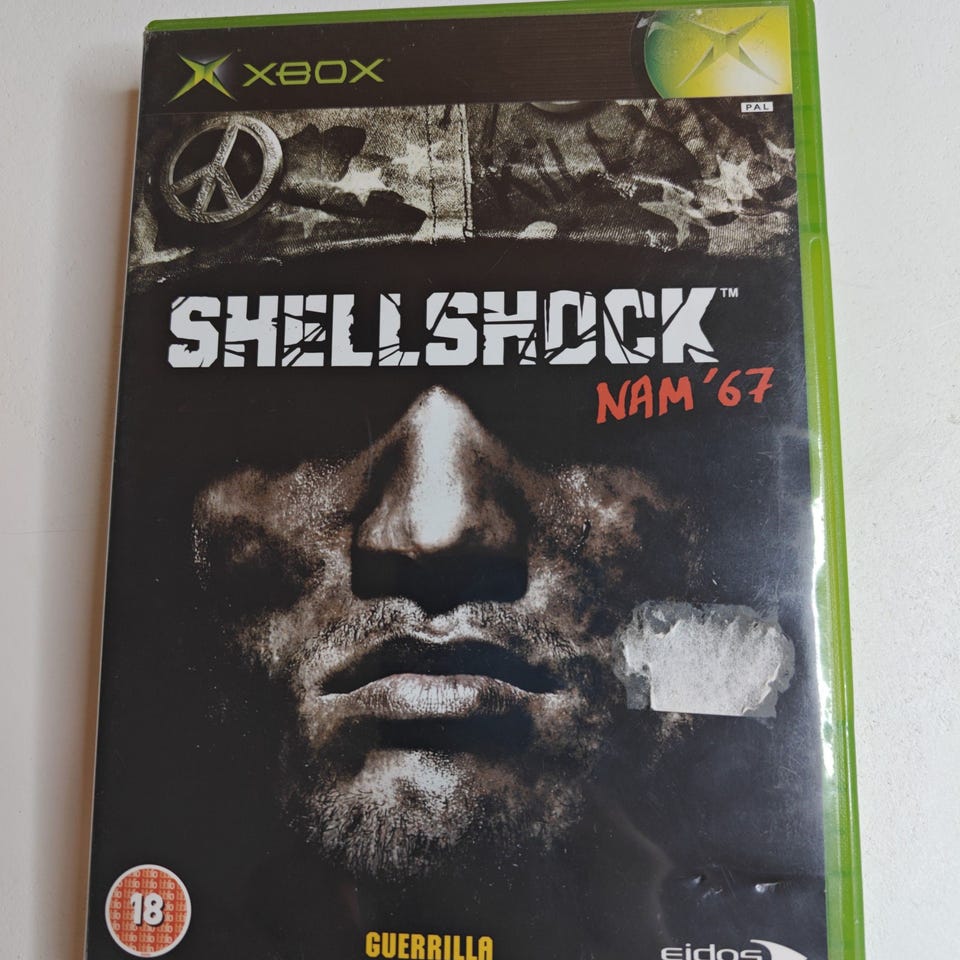 XBOX
PAL
SHELLSHOCK™
NAM '67
18
GUERRILLA
eidos